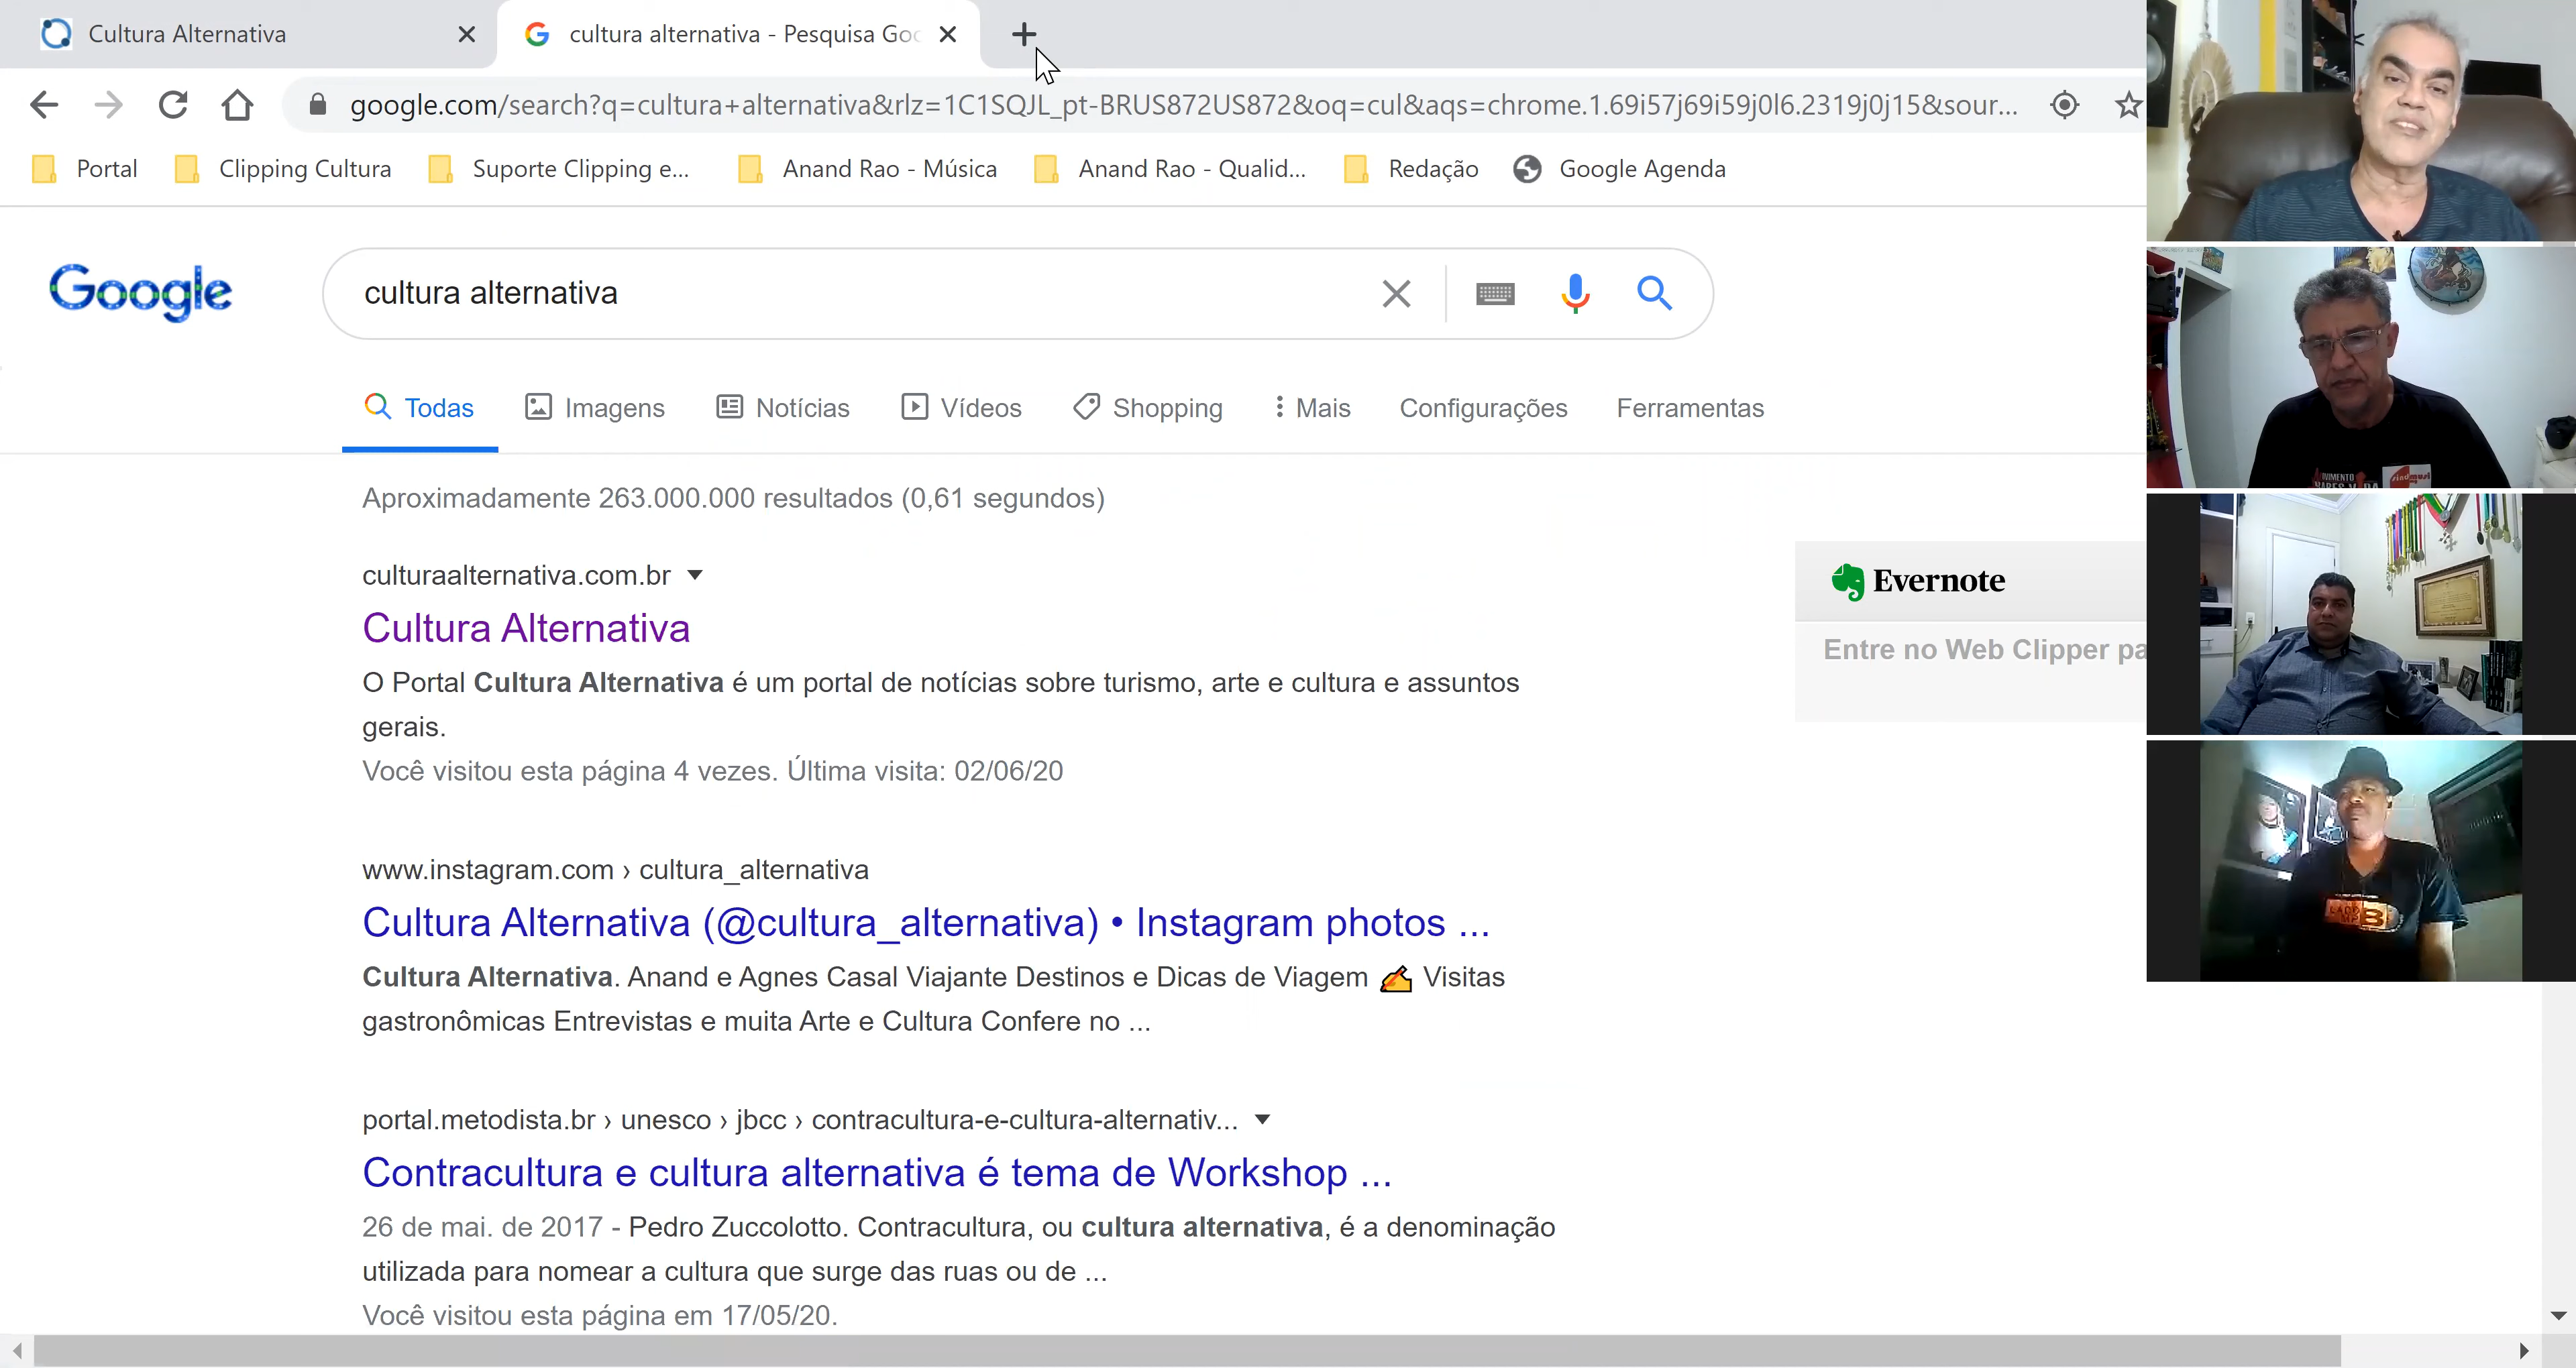 Cultura Alternativa
cultura alternativa - Pesquisa Goo
google.com/search?q=cultura+alternativa&rlz=1C1SQJL_pt-BRUS872US872&oq=cul&aqs=chrome.1.69i57j69i59j0l6.2319j0j15&sour...
Portal
Clipping Cultura
Suporte Clipping e...
Anand Rao - Música
Anand Rao - Qualid...
Redação
Google Agenda
Google
cultura alternativa
Todas
Imagens
Notícias
Vídeos
Shopping
Mais
Configurações
Ferramentas
Aproximadamente 263.000.000 resultados (0,61 segundos)
culturaalternativa.com.br
Cultura Alternativa
O Portal Cultura Alternativa é um portal de notícias sobre turismo, arte e cultura e assuntos
gerais.
Você visitou esta página 4 vezes. Última visita: 02/06/20
www.instagram.com › cultura_alternativa
Cultura Alternativa (@cultura_alternativa) • Instagram photos ...
Cultura Alternativa. Anand e Agnes Casal Viajante Destinos e Dicas de Viagem ✍ Visitas
gastronômicas Entrevistas e muita Arte e Cultura Confere no ...
portal.metodista.br › unesco › jbcc › contracultura-e-cultura-alternativ...
Contracultura e cultura alternativa é tema de Workshop ...
26 de mai. de 2017 - Pedro Zuccolotto. Contracultura, ou cultura alternativa, é a denominação
utilizada para nomear a cultura que surge das ruas ou de ...
Você visitou esta página em 17/05/20.
Evernote
Entre no Web Clipper pa